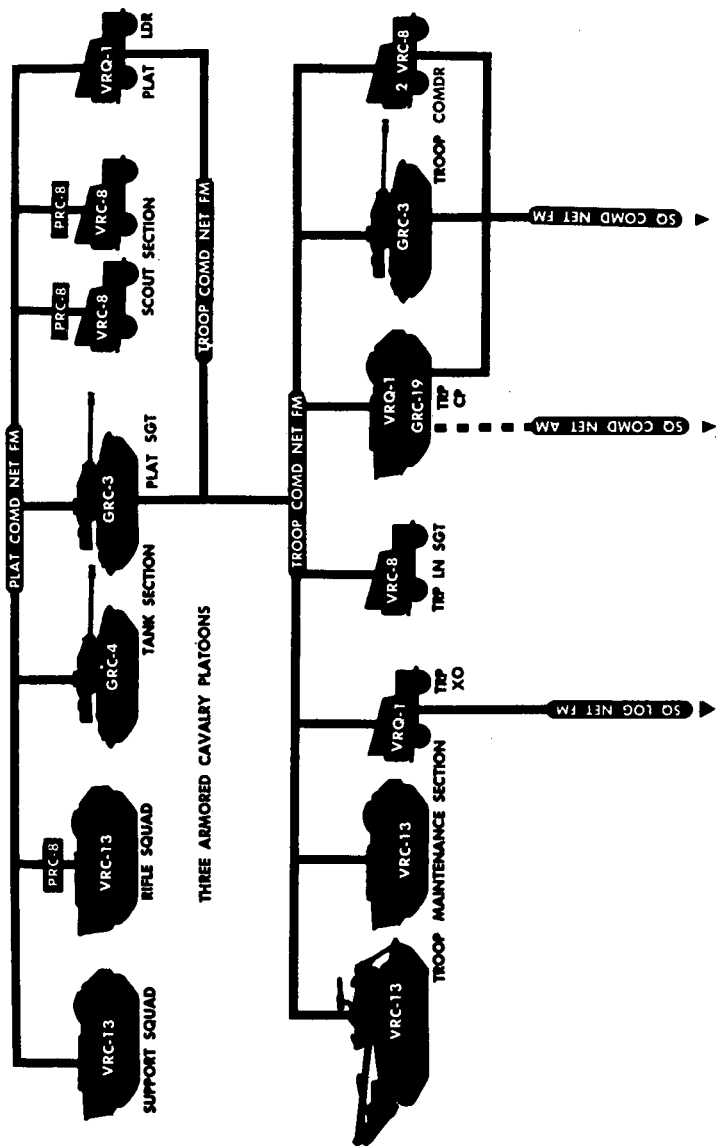 PLAT COMD NET FM
VRC-13
SUPPORT SQUAD
PRC-8
VRC-13
RIFLE SQUAD
GRC-4
TANK SECTION
GRC-3
PLAT SGT
PRC-8
VRC-8
PRC-8
VRC-8
SCOUT SECTION
VRQ-1
PLAT LDR
THREE ARMORED CAVALRY PLATOONS
TROOP COMD NET FM
TROOP COMD NET FM
VRC-13
VRC-13
TROOP MAINTENANCE SECTION
VRQ-1
TRP
XO
VRC-8
TRP LN SGT
VRQ-1
GRC-19
TRP
CP
GRC-3
2 VRC-8
TROOP COMDR
SQ LOG NET FM
SQ COMD NET AM
SQ COMD NET FM